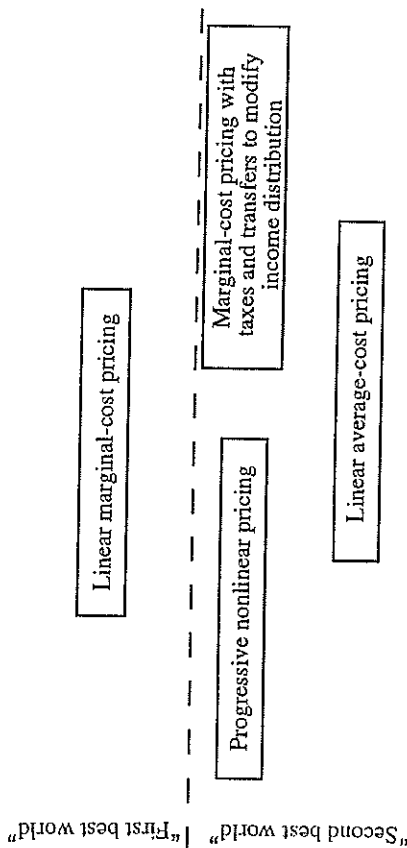 "First best world"
Linear marginal-cost pricing
"Second best world"
Progressive nonlinear pricing
Marginal-cost pricing with
taxes and transfers to modify
income distribution
Linear average-cost pricing